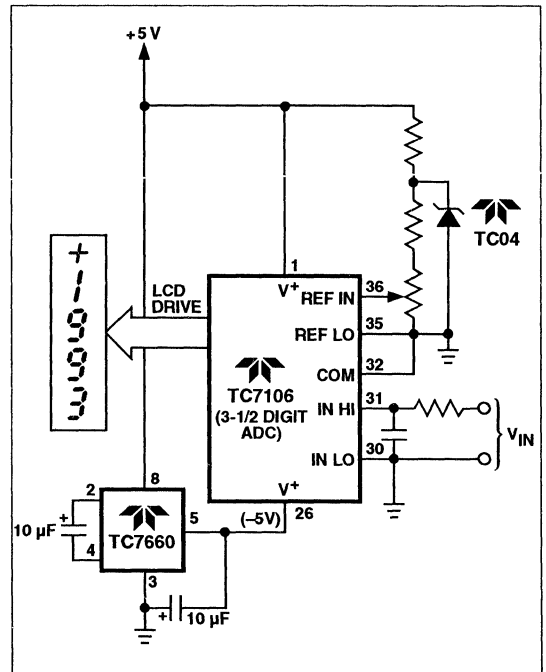 +5 V
TC04
1
V+
LCD
DRIVE
REF IN
36
REF LO
35
COM
32
TC7106
(3-1/2 DIGIT
ADC)
IN HI
31
IN LO
30
VIN
V+
26
(–5V)
+1993
8
2
5
TC7660
10 µF
+
4
3
+
10 µF